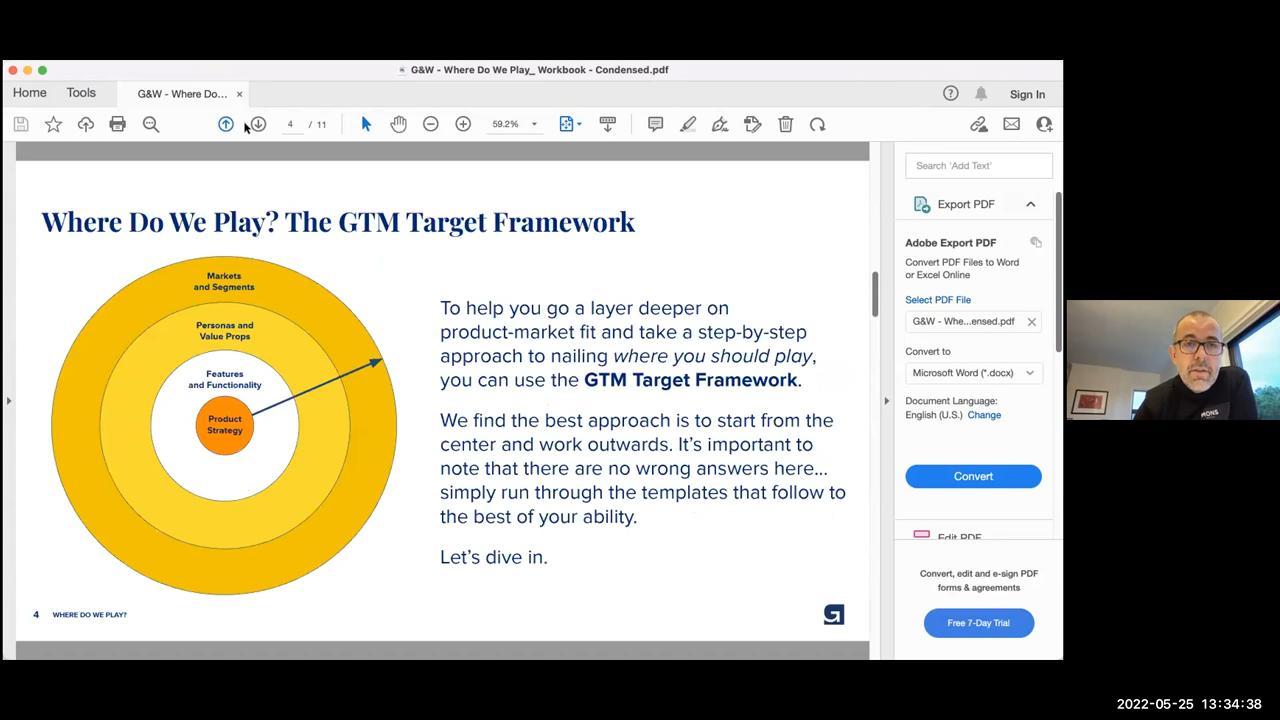 G&W - Where Do We Play_ Workbook - Condensed.pdf
Home
Tools
G&W - Where Do...
Sign In
4 / 11
59.2%
Search 'Add Text'
Export PDF
Adobe Export PDF
Convert PDF Files to Word
or Excel Online
Select PDF File
G&W - Whe...ensed.pdf
Convert to
Microsoft Word (*.docx)
Document Language:
English (U.S.) Change
Convert
Edit PDF
Convert, edit and e-sign PDF
forms & agreements
Free 7-Day Trial
Where Do We Play? The GTM Target Framework
Markets
and Segments
Personas and
Value Props
Features
and Functionality
Product
Strategy
To help you go a layer deeper on
product-market fit and take a step-by-step
approach to nailing where you should play,
you can use the GTM Target Framework.
We find the best approach is to start from the
center and work outwards. It's important to
note that there are no wrong answers here...
simply run through the templates that follow to
the best of your ability.
Let's dive in.
4 WHERE DO WE PLAY?
G
MONS
2022-05-25 13:34:38